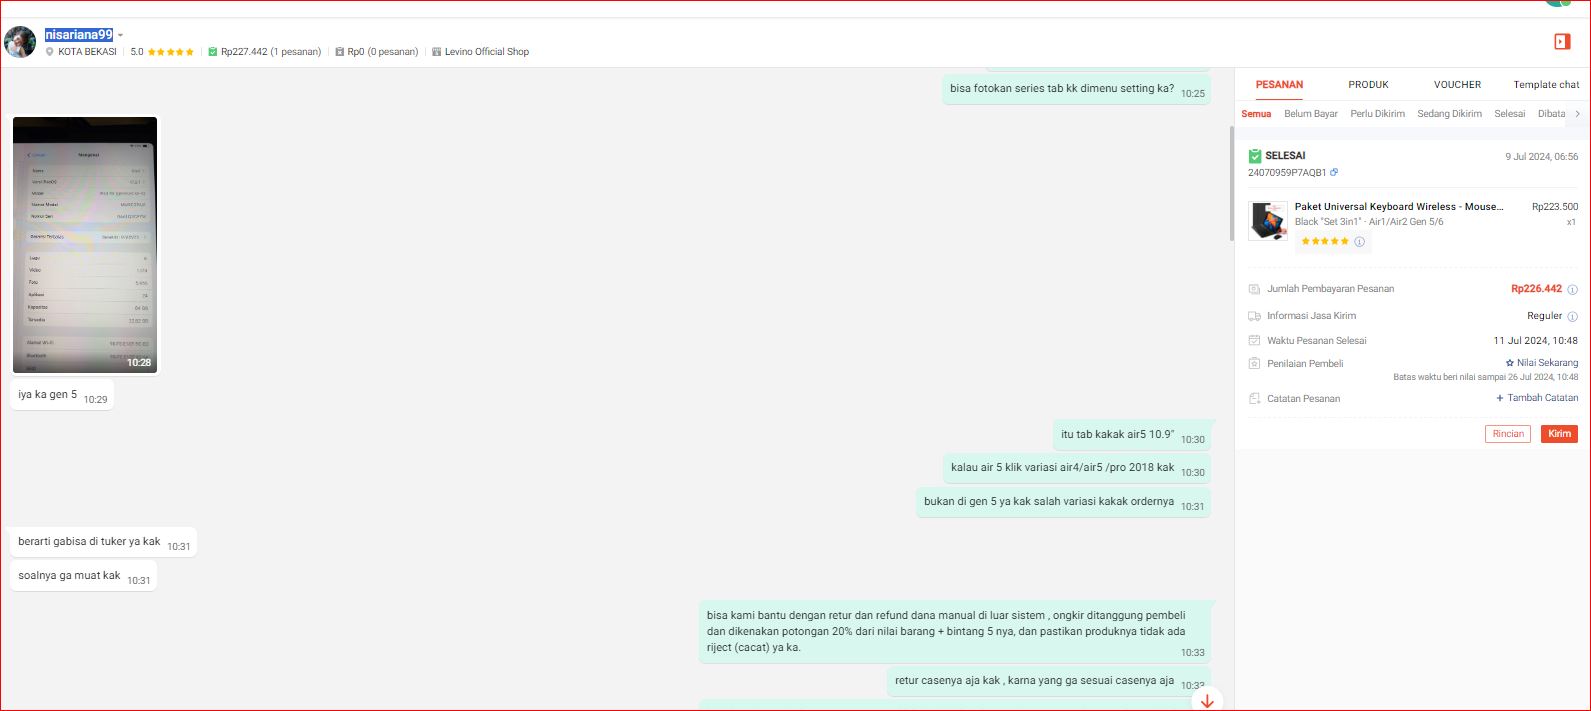 nisariana99
KOTA BEKASI 5.0 Rp227.442 (1 pesanan) Rp0 (0 pesanan) Levino Official Shop
bisa fotokan series tab kk dimenu setting ka? 10:25
Mengenai
10:28
iya ka gen 5 10:29
itu tab kakak air5 10.9" 10:30
kalau air 5 klik variasi air4/air5 /pro 2018 kak 10:30
bukan di gen 5 ya kak salah variasi kakak ordernya 10:31
berarti gabisa di tuker ya kak 10:31
soalnya ga muat kak 10:31
bisa kami bantu dengan retur dan refund dana manual di luar sistem , ongkir ditanggung pembeli
dan dikenakan potongan 20% dari nilai barang + bintang 5 nya, dan pastikan produknya tidak ada
riject (cacat) ya ka. 10:33
retur casenya aja kak , karna yang ga sesuai casenya aja 10:33
PESANAN PRODUK VOUCHER Template chat
Semua Belum Bayar Perlu Dikirim Sedang Dikirim Selesai Dibata
SELESAI 9 Jul 2024, 06:56
24070959P7AQB1
Paket Universal Keyboard Wireless - Mouse... Rp223.500
Black "Set 3in1" - Air1/Air2 Gen 5/6 x1
Jumlah Pembayaran Pesanan Rp226.442
Informasi Jasa Kirim Reguler
Waktu Pesanan Selesai 11 Jul 2024, 10:48
Penilaian Pembeli Nilai Sekarang
Batas waktu beri nilai sampai 26 Jul 2024, 10:48
Catatan Pesanan + Tambah Catatan
Rincian Kirim